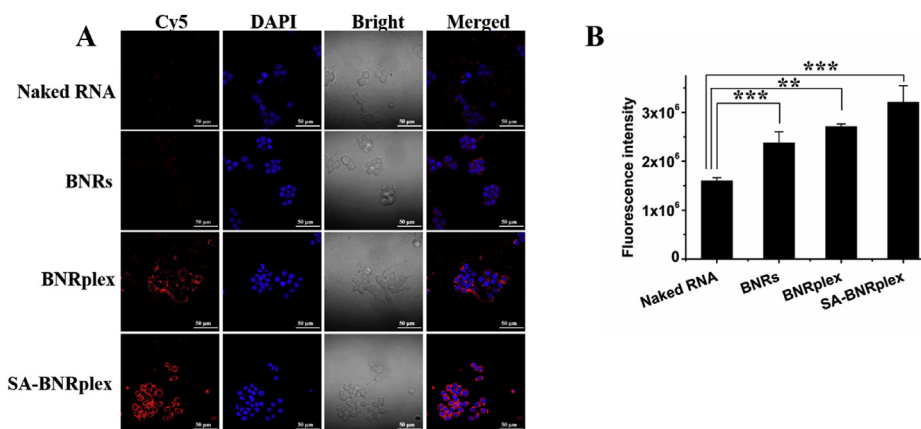 A
Cy5 DAPI Bright Merged
Naked RNA
50 μm 50 μm 50 μm 50 μm
BNRs
50 μm 50 μm 50 μm 50 μm
BNRplex
50 μm 50 μm 50 μm 50 μm
SA-BNRplex
50 μm 50 μm 50 μm 50 μm
B
***
**
***
Fluorescence intensity
3x10⁶
2x10⁶
1x10⁶
0
Naked RNA BNRs BNRplex SA-BNRplex